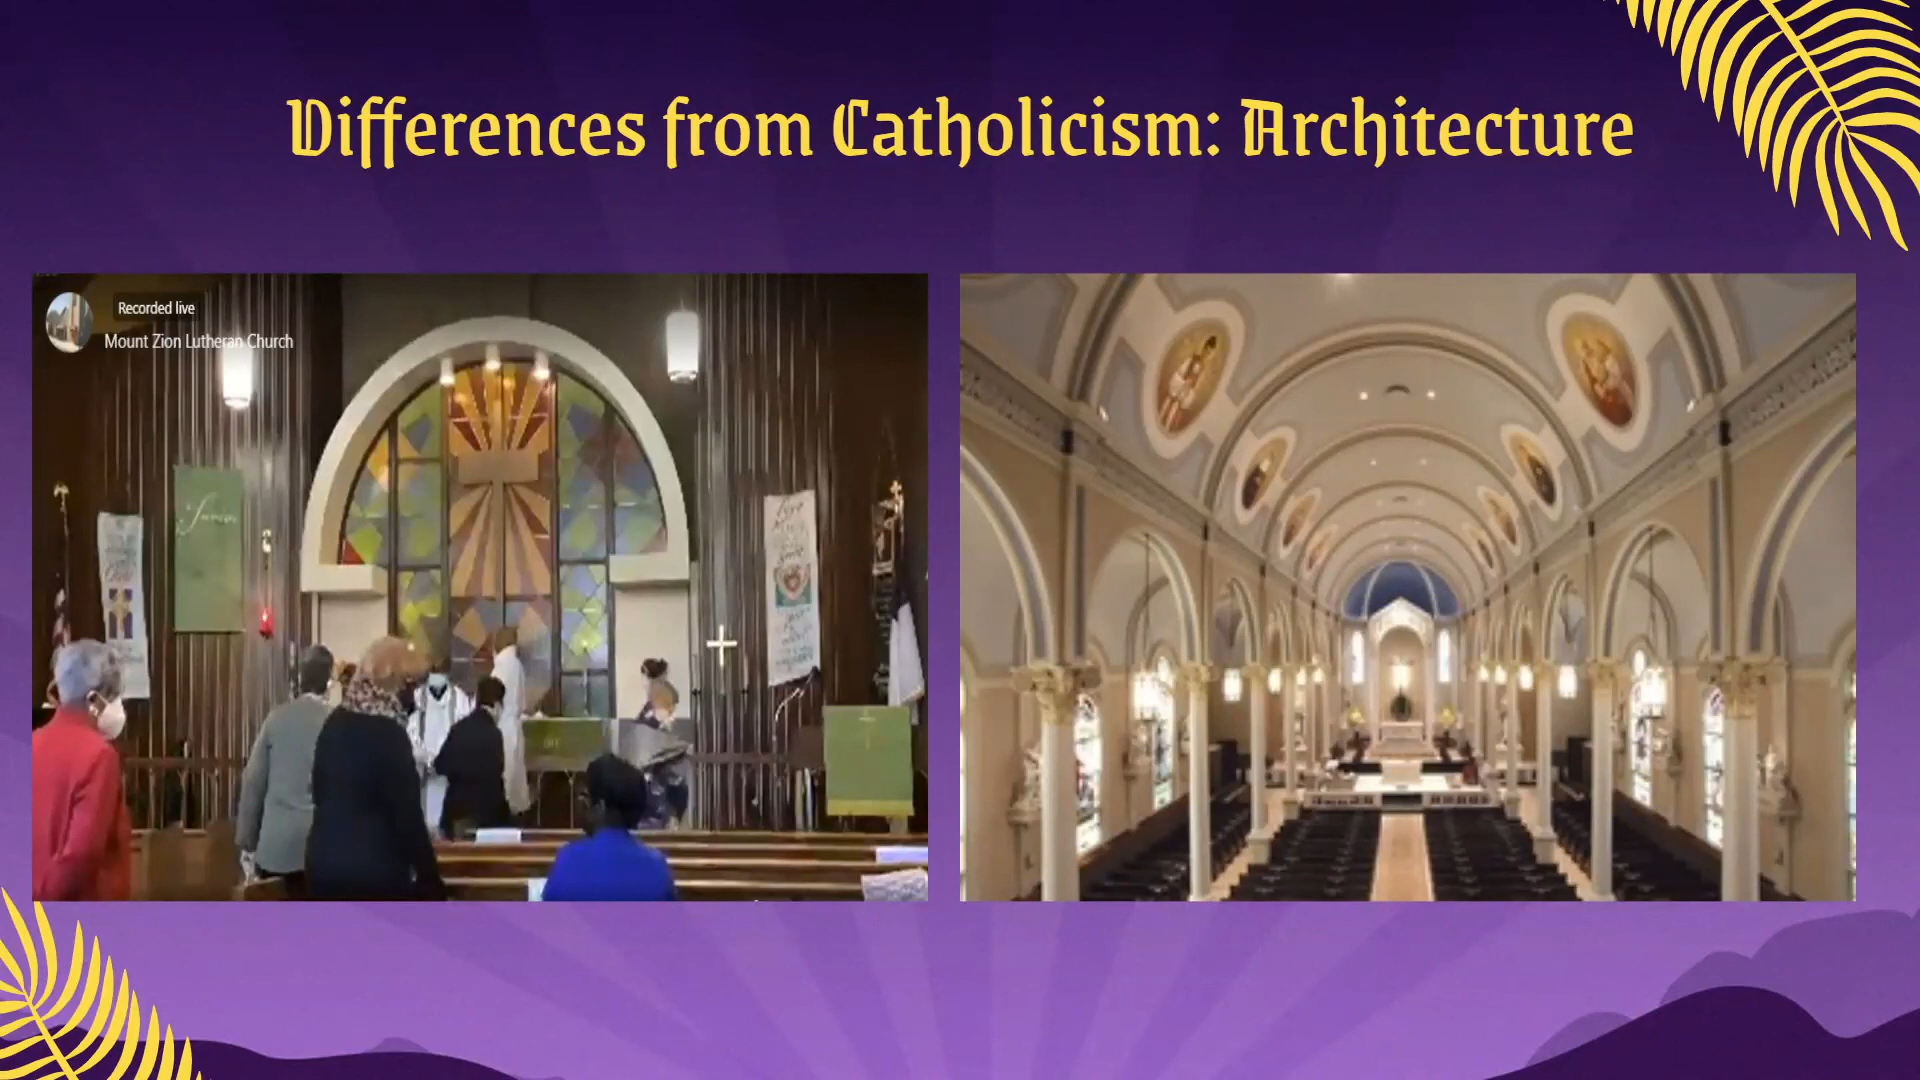 Differences from Catholicism: Architecture
Recorded live
Mount Zion Lutheran Church